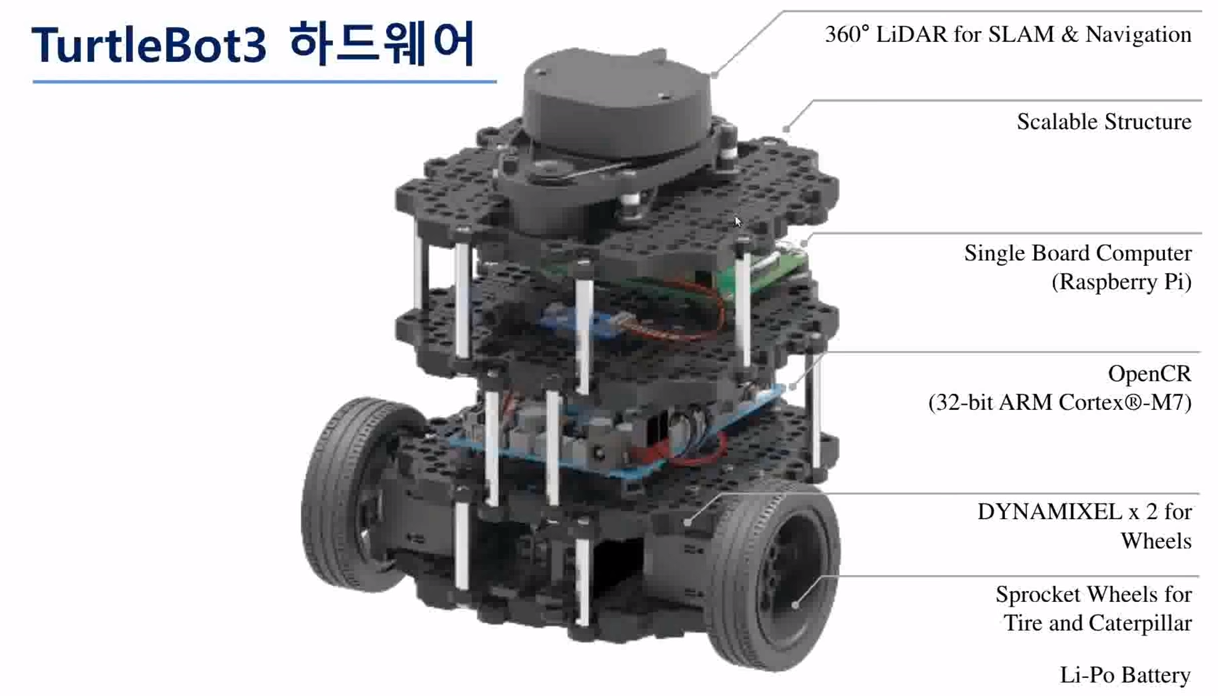 TurtleBot3 하드웨어
360° LiDAR for SLAM & Navigation
Scalable Structure
Single Board Computer
(Raspberry Pi)
OpenCR
(32-bit ARM Cortex®-M7)
DYNAMIXEL x 2 for
Wheels
Sprocket Wheels for
Tire and Caterpillar
Li-Po Battery